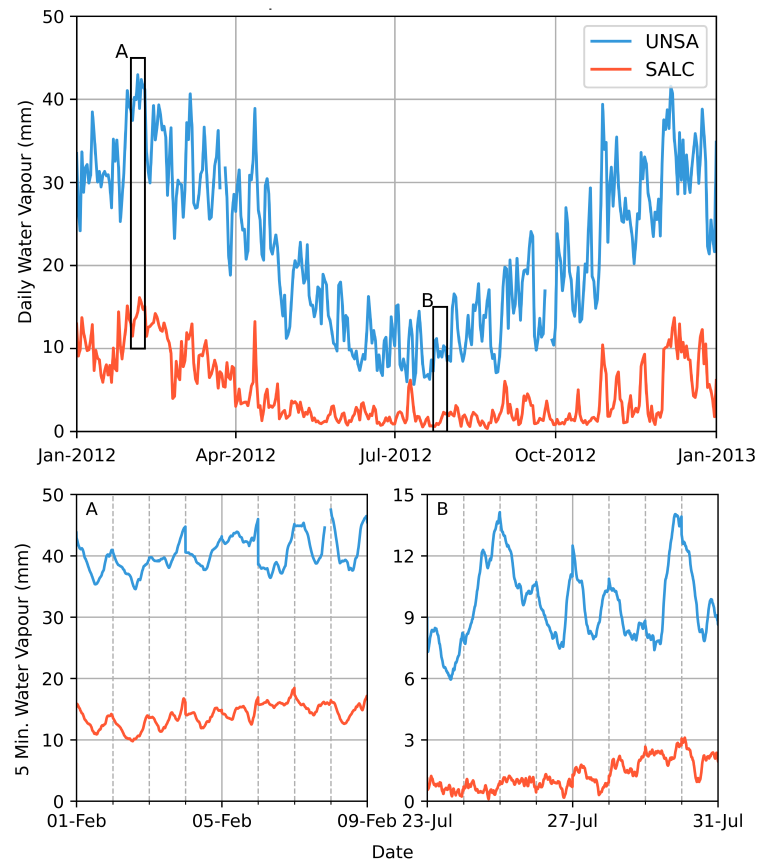 50
40
30
20
10
0
Daily Water Vapour (mm)
A
B
UNSA
SALC
Jan-2012 Apr-2012 Jul-2012 Oct-2012 Jan-2013
50
40
30
20
10
0
5 Min. Water Vapour (mm)
A
01-Feb 05-Feb 09-Feb
15
12
9
6
3
0
B
23-Jul 27-Jul 31-Jul
Date